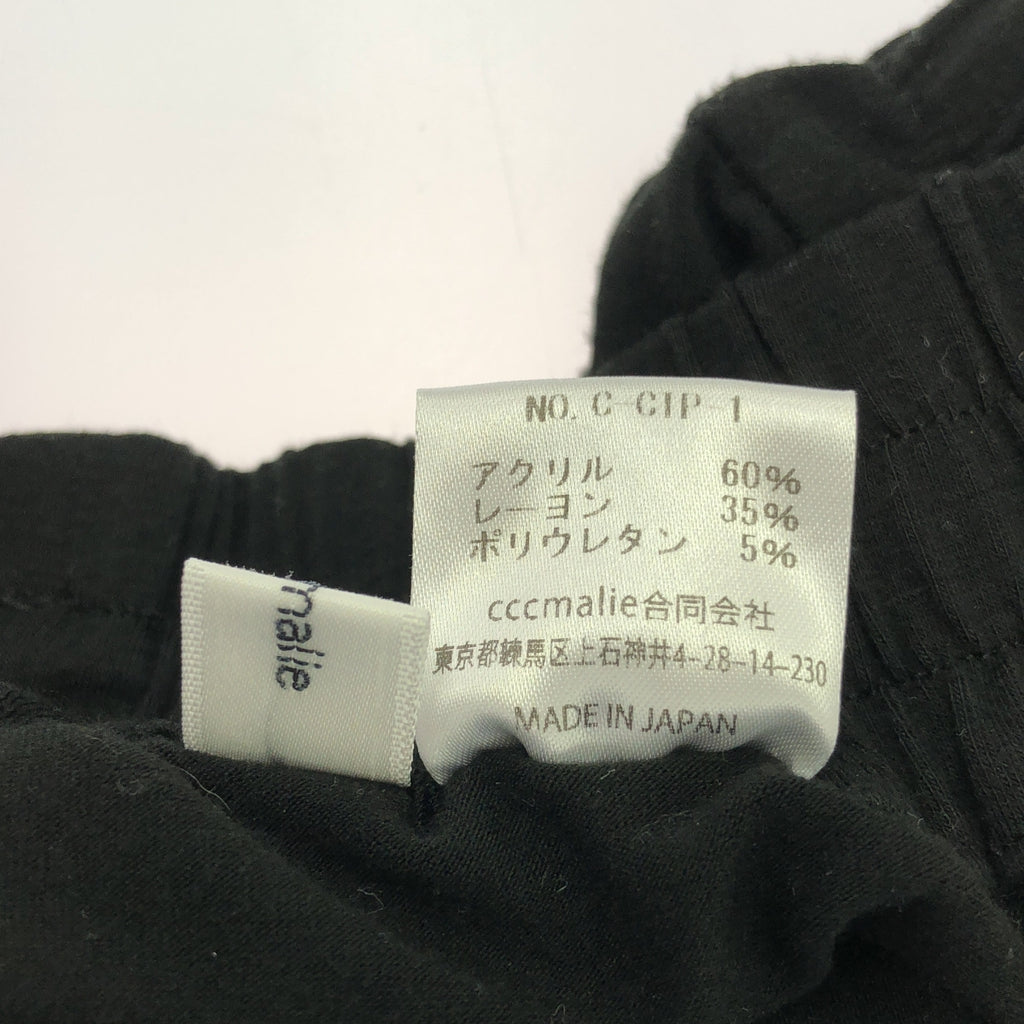 NO. C-CIP-1
アクリル 60%
レーヨン 35%
ポリウレタン 5%
cccmalie合同会社
東京都練馬区上石神井4-28-14-230
MADE IN JAPAN
malie